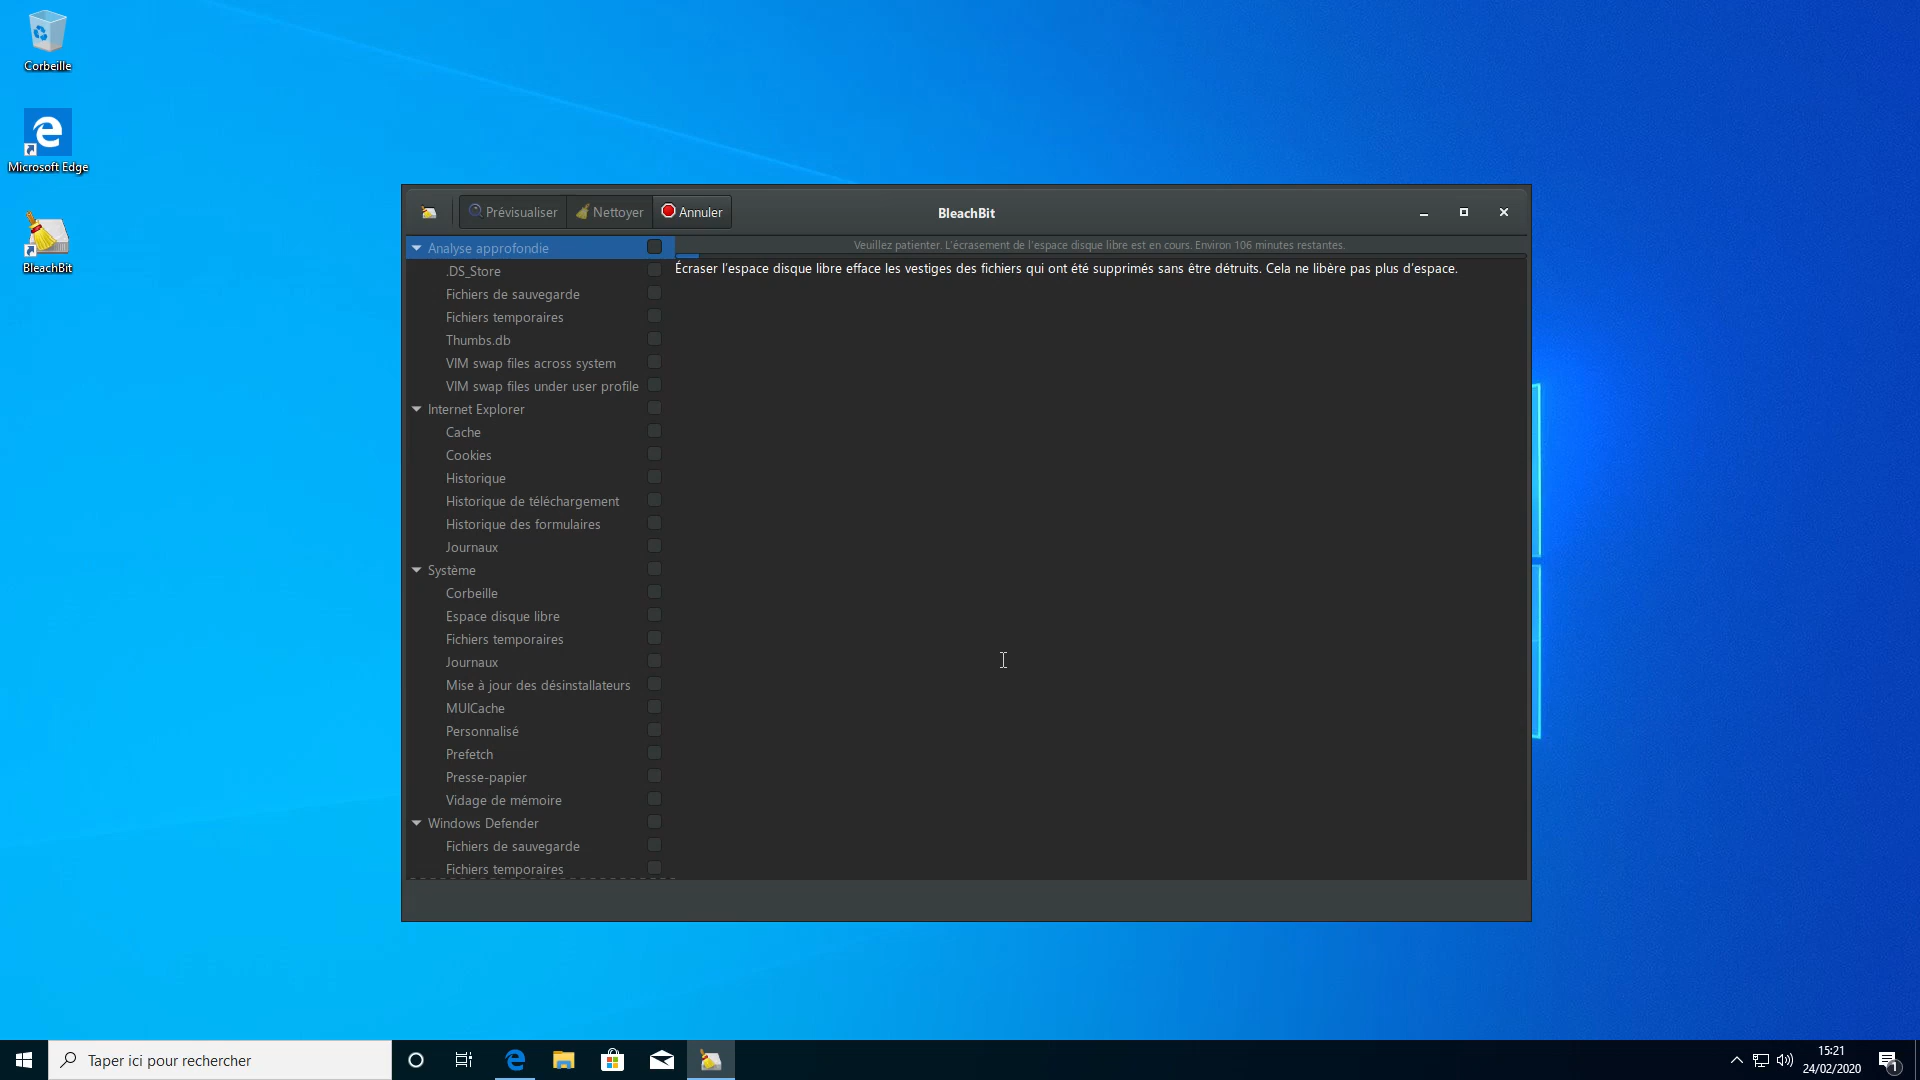 Corbeille
Microsoft Edge
BleachBit
Prévisualiser
Nettoyer
Annuler
BleachBit
Analyse approfondie
.DS_Store
Fichiers de sauvegarde
Fichiers temporaires
Thumbs.db
VIM swap files across system
VIM swap files under user profile
Internet Explorer
Cache
Cookies
Historique
Historique de téléchargement
Historique des formulaires
Journaux
Système
Corbeille
Espace disque libre
Fichiers temporaires
Journaux
Mise à jour des désinstallateurs
MUICache
Personnalisé
Prefetch
Presse-papier
Vidage de mémoire
Windows Defender
Fichiers de sauvegarde
Fichiers temporaires
Veuillez patienter. L'écrasement de l'espace disque libre est en cours. Environ 106 minutes restantes.
Écraser l'espace disque libre efface les vestiges des fichiers qui ont été supprimés sans être détruits. Cela ne libère pas plus d'espace.
Taper ici pour rechercher
15:21
24/02/2020
1